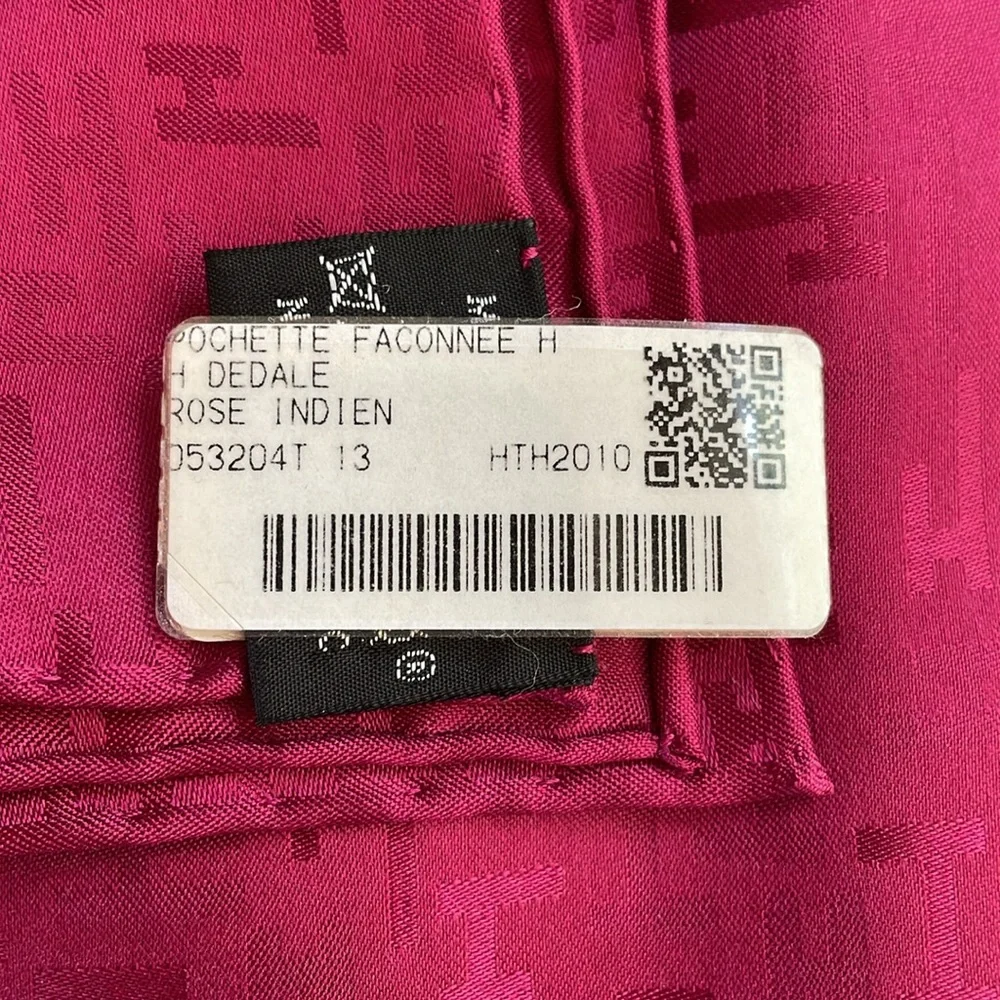 POCHETTE FACONNEE H
H DEDALE
ROSE INDIEN
053204T 13 HTH2010